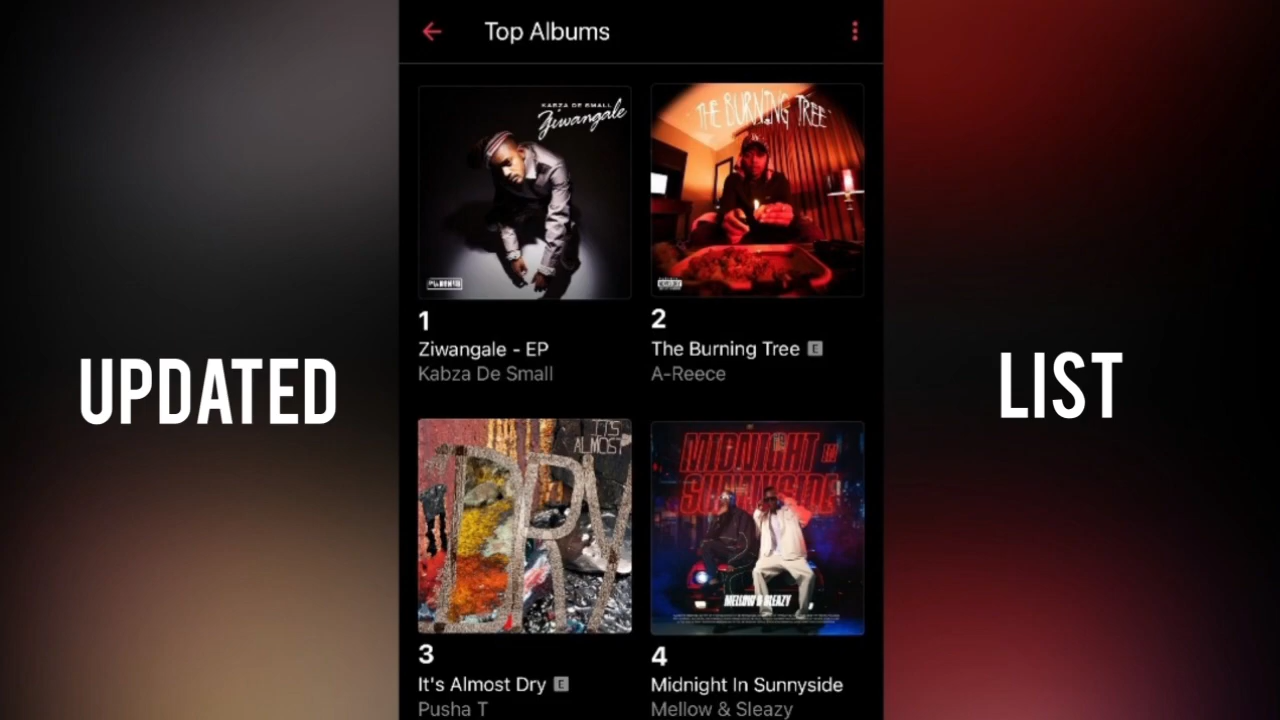 Top Albums
KABZA DE SMALL
Ziwangale
THE BURNING TREE
1
Ziwangale - EP
Kabza De Small
2
The Burning Tree E
A-Reece
UPDATED
LIST
IT'S
ALMOST
DRY
MIDNIGHT IN
SUNNYSIDE
MELLOW & SLEAZY
3
It's Almost Dry E
Pusha T
4
Midnight In Sunnyside
Mellow & Sleazy